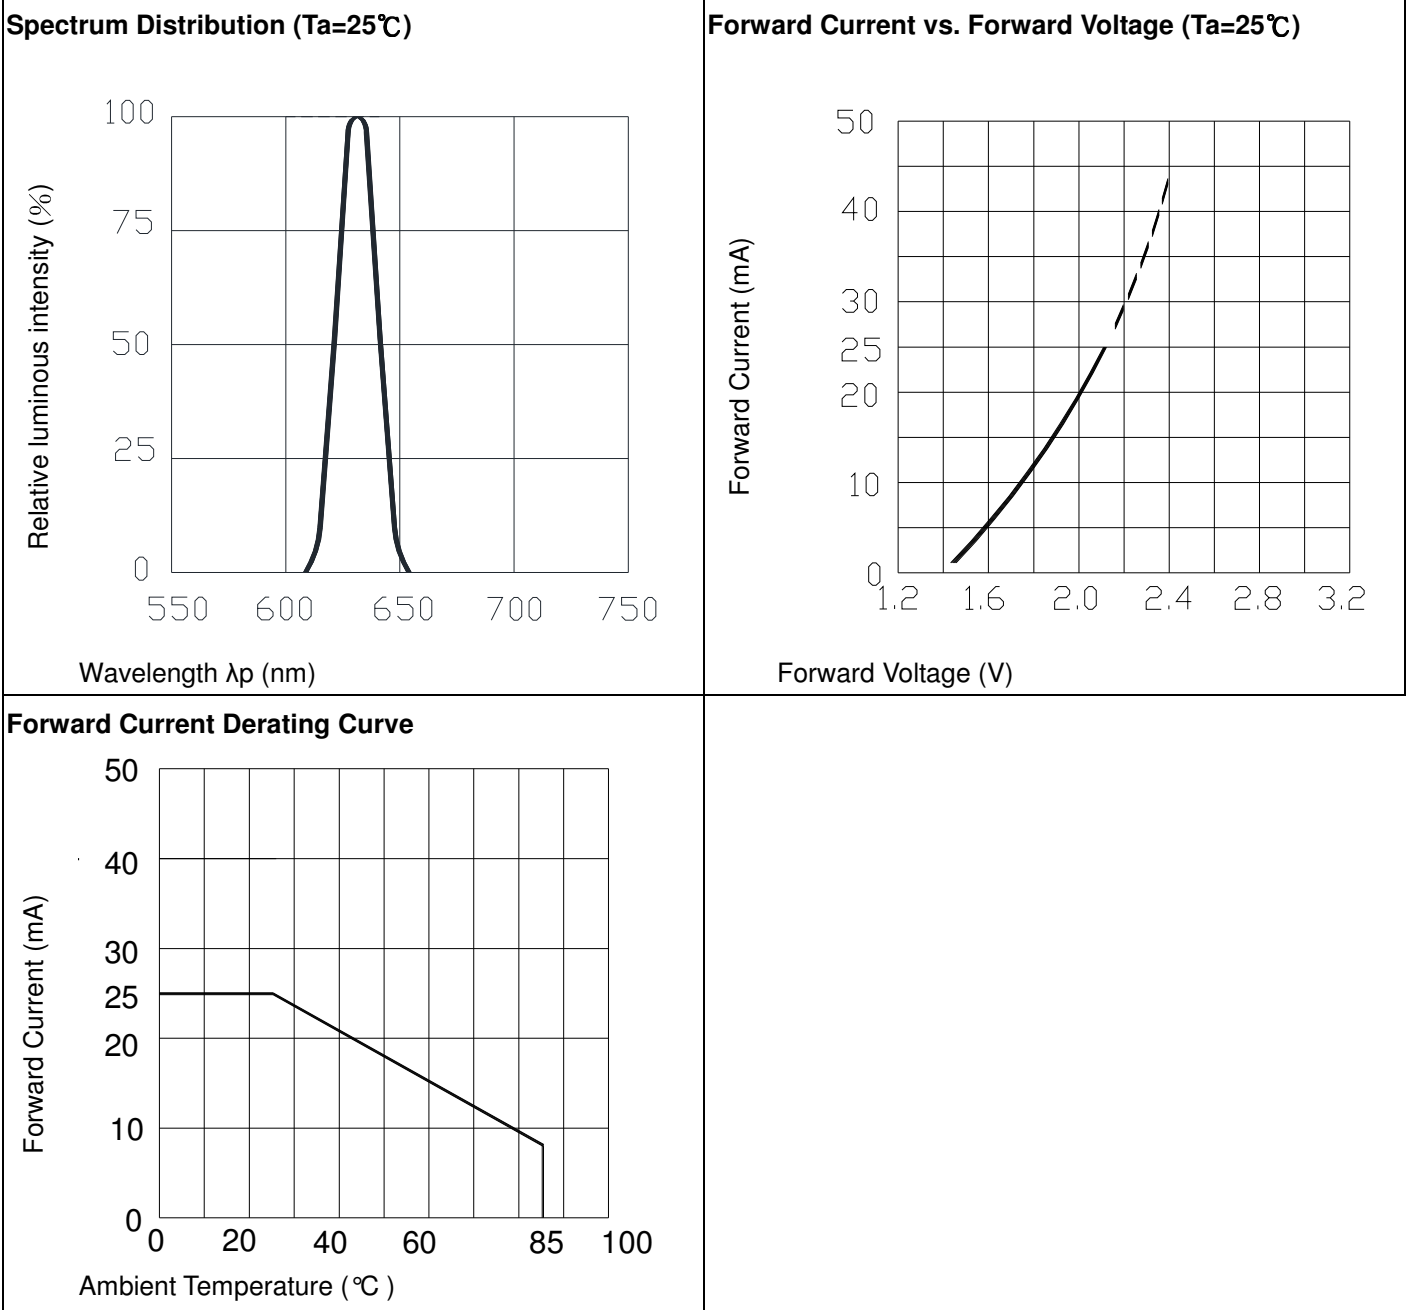 Spectrum Distribution (Ta=25℃)
100
75
50
25
0
550 600 650 700 750
Relative luminous intensity (%)
Wavelength λp (nm)
Forward Current vs. Forward Voltage (Ta=25℃)
50
40
30
25
20
10
0
1.2 1.6 2.0 2.4 2.8 3.2
Forward Current (mA)
Forward Voltage (V)
Forward Current Derating Curve
50
40
30
25
20
10
0
0 20 40 60 85 100
Forward Current (mA)
Ambient Temperature (℃)